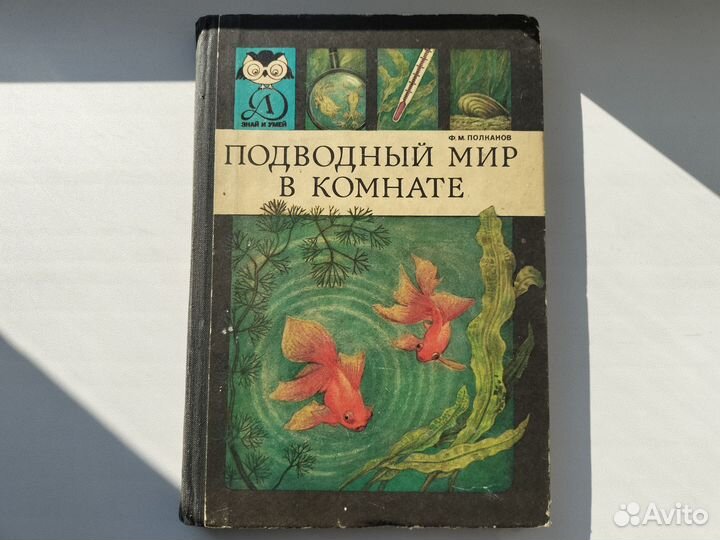 Д
ЗНАЙ И УМЕЙ
Ф. М. ПОЛКАНОВ
ПОДВОДНЫЙ МИР
В КОМНАТЕ
Avito